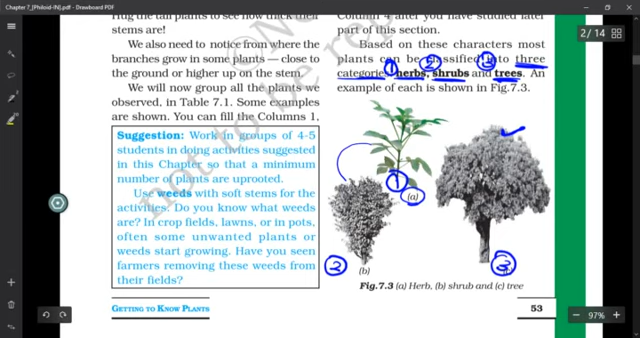 Chapter 7_[Philoid-IN].pdf - Drawboard PDF
2/14
Hug the tall plants to see how thick their
stems are!
We also need to notice from where the
branches grow in some plants — close
to the ground or higher up on the stem.
We will now group all the plants we
observed, in Table 7.1. Some examples
are shown. You can fill the Columns 1,
Suggestion: Work in groups of 4-5
students in doing activities suggested
in this Chapter so that a minimum
number of plants are uprooted.
Use weeds with soft stems for the
activities. Do you know what weeds
are? In crop fields, lawns, or in pots,
often some unwanted plants or
weeds start growing. Have you seen
farmers removing these weeds from
their fields?
GETTING TO KNOW PLANTS
Column 4 after you have studied later
part of this section.
Based on these characters most
plants can be classified into three
categories herbs, shrubs and trees. An
example of each is shown in Fig.7.3.
1
2
3
1
(a)
2
(b)
3
Fig.7.3 (a) Herb, (b) shrub and (c) tree
53
97%
not to be